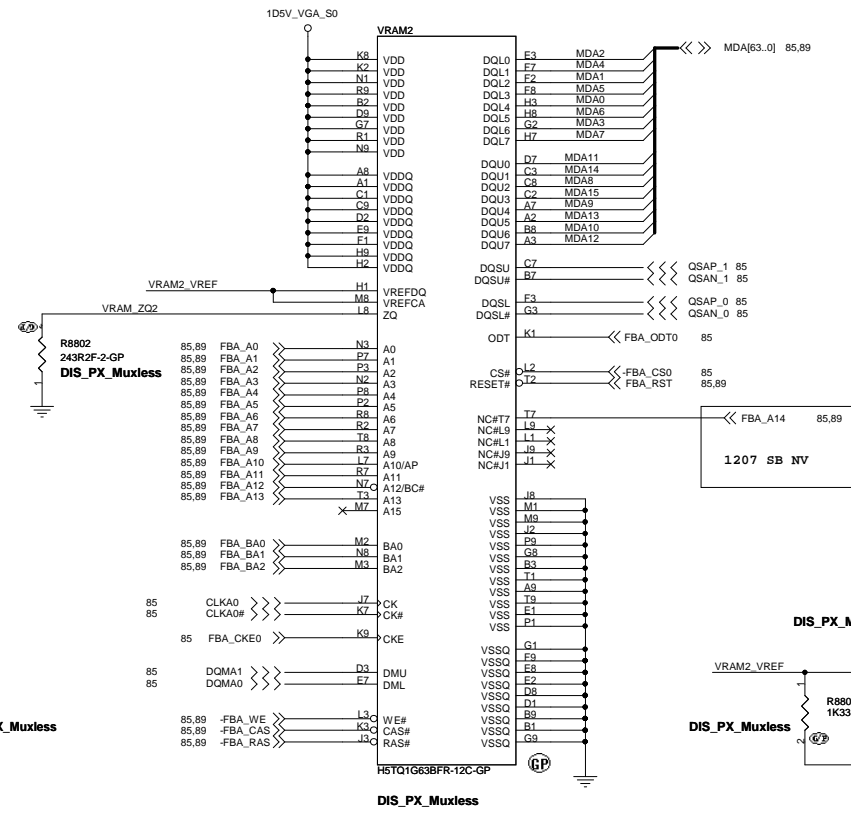 1D5V_VGA_S0
VRAM2
K8 VDD
K2 VDD
N1 VDD
R9 VDD
B2 VDD
D9 VDD
G7 VDD
R1 VDD
N9 VDD
A8 VDDQ
A1 VDDQ
C1 VDDQ
C9 VDDQ
D2 VDDQ
E9 VDDQ
F1 VDDQ
H9 VDDQ
H2 VDDQ
VRAM2_VREF H1 VREFDQ
M8 VREFCA
VRAM_ZQ2 L8 ZQ
R8802
243R2F-2-GP
DIS_PX_Muxless
1
85,89 FBA_A0 N3 A0
85,89 FBA_A1 P7 A1
85,89 FBA_A2 P3 A2
85,89 FBA_A3 N2 A3
85,89 FBA_A4 P8 A4
85,89 FBA_A5 P2 A5
85,89 FBA_A6 R8 A6
85,89 FBA_A7 R2 A7
85,89 FBA_A8 T8 A8
85,89 FBA_A9 R3 A9
85,89 FBA_A10 L7 A10/AP
85,89 FBA_A11 R7 A11
85,89 FBA_A12 N7 A12/BC#
85,89 FBA_A13 T3 A13
M7 A15
85,89 FBA_BA0 M2 BA0
85,89 FBA_BA1 N8 BA1
85,89 FBA_BA2 M3 BA2
85 CLKA0 J7 CK
85 CLKA0# K7 CK#
85 FBA_CKE0 K9 CKE
85 DQMA1 D3 DMU
85 DQMA0 E7 DML
85,89 -FBA_WE L3 WE#
85,89 -FBA_CAS K3 CAS#
85,89 -FBA_RAS J3 RAS#
X_Muxless
H5TQ1G63BFR-12C-GP
GP
DIS_PX_Muxless
DQL0 E3 MDA2
DQL1 F7 MDA4
DQL2 F2 MDA1
DQL3 F8 MDA5
DQL4 H3 MDA0
DQL5 H8 MDA6
DQL6 G2 MDA3
DQL7 H7 MDA7
MDA[63..0] 85,89
DQU0 D7 MDA11
DQU1 C3 MDA14
DQU2 C8 MDA8
DQU3 C2 MDA15
DQU4 A7 MDA9
DQU5 A2 MDA13
DQU6 B8 MDA10
DQU7 A3 MDA12
DQSU C7 QSAP_1 85
DQSU# B7 QSAN_1 85
DQSL F3 QSAP_0 85
DQSL# G3 QSAN_0 85
ODT K1 FBA_ODT0 85
CS# L2 -FBA_CS0 85
RESET# T2 FBA_RST 85,89
NC#T7 T7 FBA_A14 85,89
NC#L9 L9
NC#L1 L1
NC#J9 J9
NC#J1 J1
1207 SB NV
VSS J8
VSS M1
VSS M9
VSS J2
VSS P9
VSS G8
VSS B3
VSS T1
VSS A9
VSS T9
VSS E1
VSS P1
VSSQ G1
VSSQ F9
VSSQ E8
VSSQ E2
VSSQ D8
VSSQ D1
VSSQ B9
VSSQ B1
VSSQ G9
DIS_PX_M
VRAM2_VREF
1
R880
1K33
DIS_PX_Muxless
2